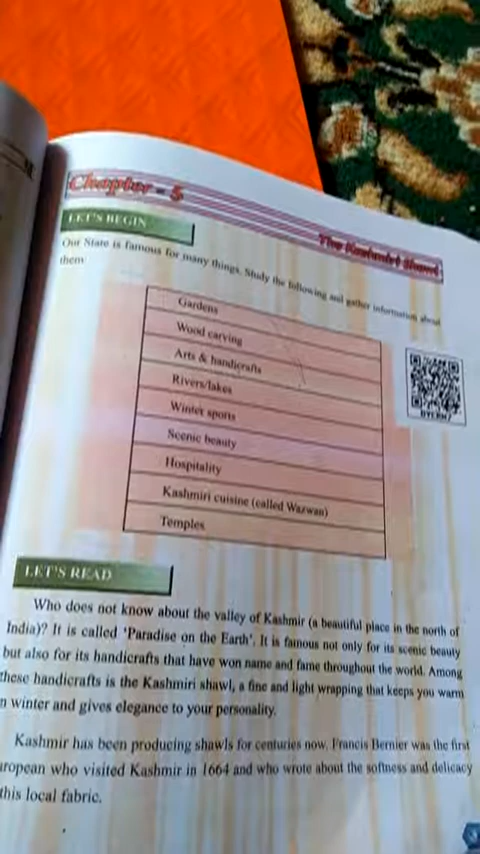 Chapter - 5
The Kashmiri Shawl
LET'S BEGIN
Our State is famous for many things. Study the following and gather information about
them
Gardens
Wood carving
Arts & handicrafts
Rivers/lakes
Winter sports
Scenic beauty
Hospitality
Kashmiri cuisine (called Wazwan)
Temples
LET'S READ
Who does not know about the valley of Kashmir (a beautiful place in the north of
India)? It is called 'Paradise on the Earth'. It is famous not only for its scenic beauty
but also for its handicrafts that have won name and fame throughout the world. Among
these handicrafts is the Kashmiri shawl, a fine and light wrapping that keeps you warm
n winter and gives elegance to your personality.
Kashmir has been producing shawls for centuries now. Francis Bernier was the first
uropean who visited Kashmir in 1664 and who wrote about the softness and delicacy
this local fabric.